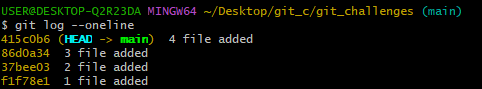 USER@DESKTOP-Q2R23DA MINGW64 ~/Desktop/git_c/git_challenges (main)
$ git log --oneline
415c0b6 (HEAD -> main) 4 file added
86d0a34 3 file added
37bee03 2 file added
f1f78e1 1 file added